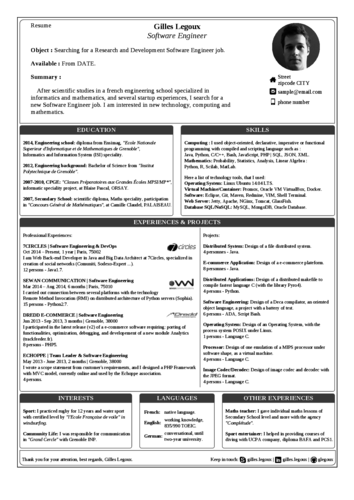 Resume
Gilles Legoux
Software Engineer
Object : Searching for a Research and Development Software Engineer job.
Available : From DATE.
Summary :
After scientific studies in a french engineering school specialized in
informatics and mathematics, and several startup experiences, I search for a
new Software Engineer job. I am interested in new technology, computing and
mathematics.
Street
zipcode CITY
sample@email.com
phone number
EDUCATION
2014, Engineering school: diploma from Ensimag, "Ecole Nationale
Superieur d'Informatique et de Mathematiques de Grenoble".
Informatics and Information System (ISI) speciality.
2012, Engineering background: Bachelor of Science from "Institut
Polytechnique de Grenoble".
2007-2010, CPGE: "Classes Préparatoires aux Grandes Écoles MPSI/MP*",
informatic speciality project, at Blaise Pascal, ORSAY.
2007, Secondary School: scientific diploma, Maths speciality, participation
in "Concours Général de Mathématiques", at Camille Claudel, PALAISEAU.
SKILLS
Computing : I used object-oriented, declarative, imperative or functional
programming with compiled and scripting language such as :
Java, Python, C/C++, Bash, JavaScript, PHP | SQL, JSON, XML.
Mathematics: Probability, Statistics, Analysis, Linear Algebra :
Python, R, Scilab, MatLab.
Here a list of technology tools, that I used:
Operating System: Linux Ubuntu 14.04 LTS.
Virtual Machine/Container: Proxmox, Oracle VM VirtualBox, Docker.
Software: Eclipse, Git, Maven, Redmine, VIM, Shell Terminal.
Web Server: Jetty, Apache, NGinx, Tomcat, GlassFish.
Database SQL/NoSQL: MySQL, MongoDB, Oracle Database.
EXPERIENCES & PROJECTS
Professional Experiences:
7CIRCLES | Software Engineering & DevOps
Oct 2014 - Present, 1 year | Paris, 75002
I am Web Back-end Developer in Java and Data Architect at 7Circles, specialized in
creation of social networks (Commiti, Sodexo-Expert ...).
12 persons - Java1.7.
7circles
SEWAN COMMUNICATION | Software Engineering
Mar 2014 - Aug 2014, 6 months | Paris, 75010
I carried out connection between several platforms with the technology
Remote Method Invocation (RMI) on distributed architecture of Python servers (Sophia).
15 persons - Python2.7.
DREDD E-COMMERCE | Software Engineering
Jun 2013 - Sep 2013, 3 months | Grenoble, 38000
I participated in the latest release (v2) of a e-commerce software requiring: porting of
functionalities, optimization, debugging, and development of a new module Analytics
8 persons - PHP5.
ECHOPPE | Team Leader & Software Engineering
May 2013 - June 2013, 2 months | Grenoble, 38000
I wrote a scope statement from customer's requirements, and I designed a PHP Framework
with MVC model, currently online and used by the Echoppe association.
4 persons.
Projects:
Distributed System: Design of a file distributed system.
4 persons - Java.
E-commerce Application: Design of a e-commerce platform.
6 persons - Java.
Distributed Application: Design of a distributed makefile to
compile fastest language C (with the library Pyro4).
4 persons - Python.
Software Engineering: Design of a Deca compilator, an oriented
object language, a project with a battery of test.
4 persons - ADA, Script Bash.
Operating System: Design of an Operating System, with the
process system POSIX under Linux.
1 persons - Language C.
Processor: Design of one emulation of a MIPS processor under
software shape, as a virtual machine.
4 persons - Language C.
Image Coder/Decoder: Design of image coder and decoder with
the JPEG format.
4 persons - Language C.
INTERESTS
Sport: I practiced rugby for 12 years and water sport
with certified level by "l'Ecole Française de voile" in
windsurfing.
Community Life: I was responsible for communication
in "Grand Cercle" with Grenoble INP.
LANGUAGES
French: native language
English: working knowledge,
895/990 TOEIC.
German: conversational, until
two-year university.
OTHER EXPERIENCES
Maths teacher: I gave individual maths lessons of
Secondary School level and more with the agency
"Complétude".
Sport entertainer: I helped in providing courses of
diving with UCPA company, diploma BAFA and PCS1.
Thank you for your attention, best regards, Gilles Legoux.
Keep in touch: gilles.legoux | gilles.legoux | glegoux